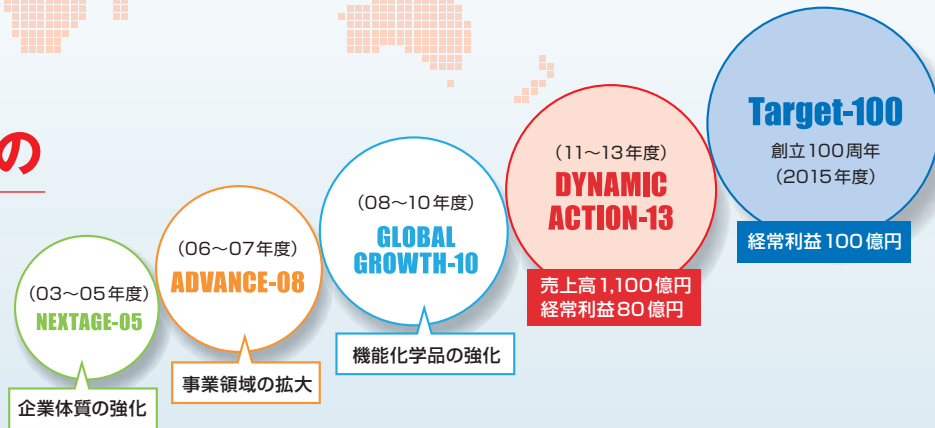 の
(03〜05年度)
NEXTAGE-05
企業体質の強化
(06〜07年度)
ADVANCE-08
事業領域の拡大
(08〜10年度)
GLOBAL
GROWTH-10
機能化学品の強化
(11〜13年度)
DYNAMIC
ACTION-13
売上高1,100億円
経常利益80億円
Target-100
創立100周年
(2015年度)
経常利益100億円